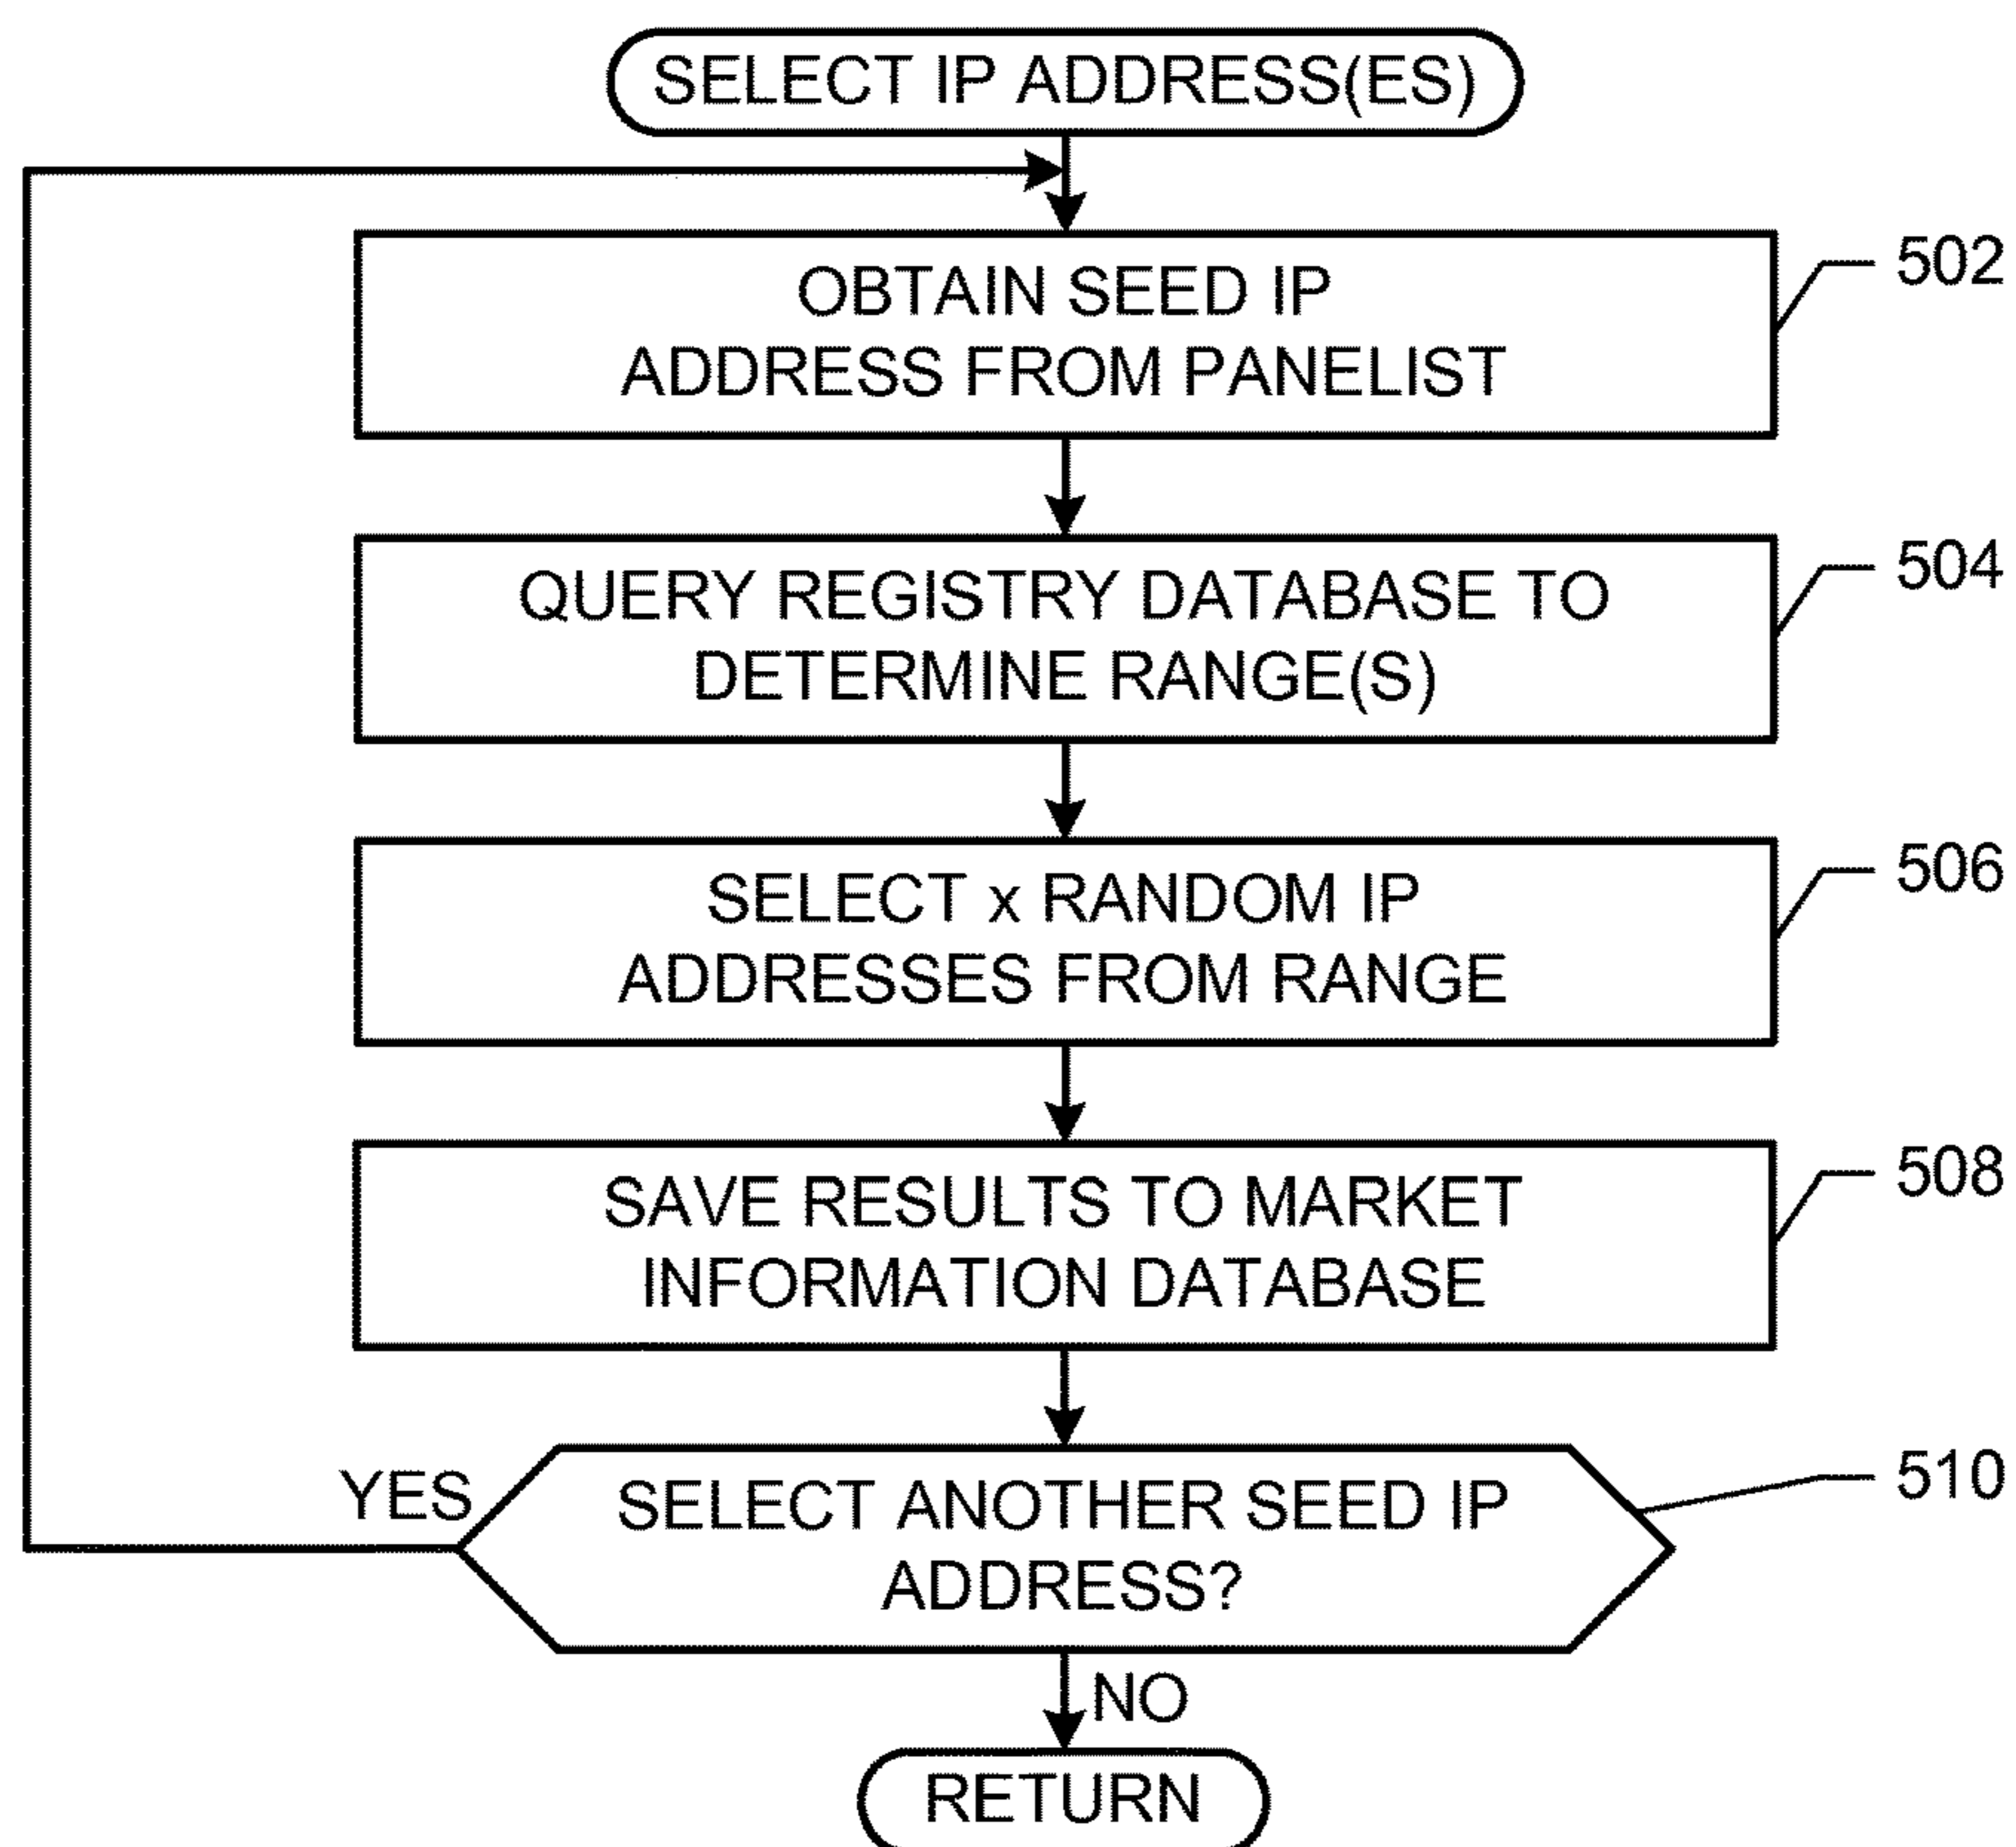 SELECT IP ADDRESS(ES)
OBTAIN SEED IP
ADDRESS FROM PANELIST
502
QUERY REGISTRY DATABASE TO
DETERMINE RANGE(S)
504
SELECT x RANDOM IP
ADDRESSES FROM RANGE
506
SAVE RESULTS TO MARKET
INFORMATION DATABASE
508
YES
SELECT ANOTHER SEED IP
ADDRESS?
510
NO
RETURN